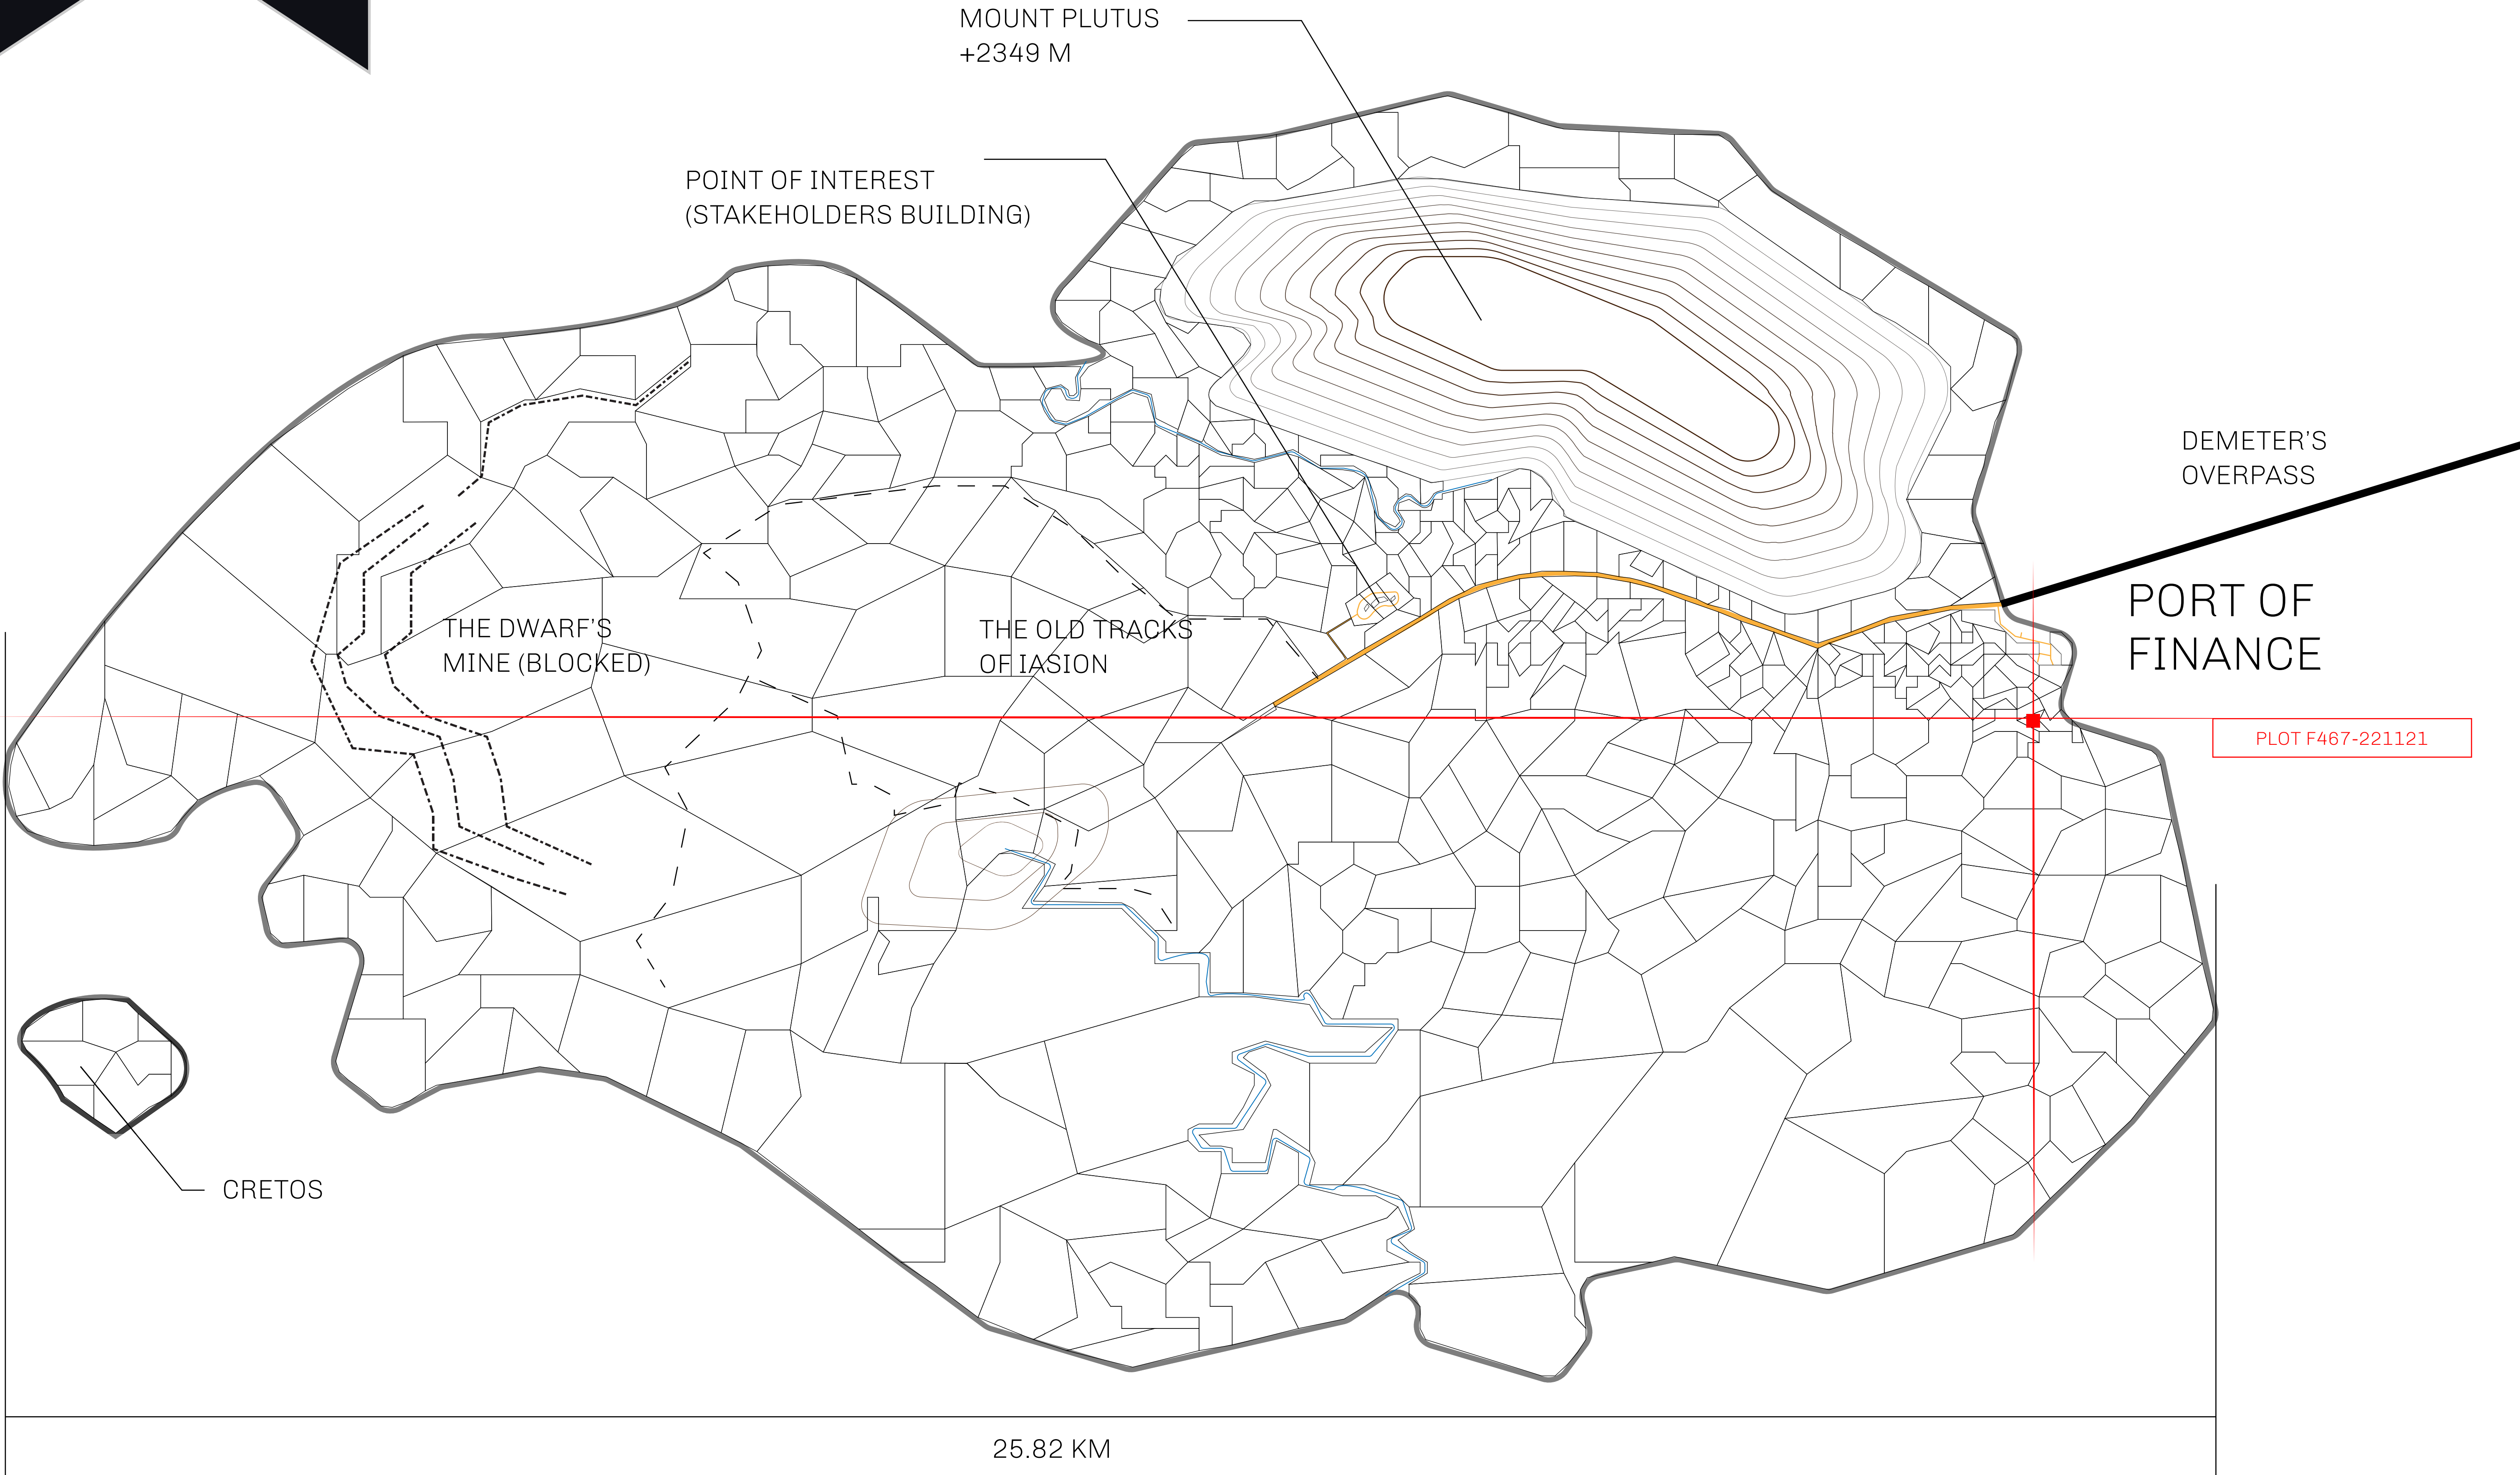 MOUNT PLUTUS
+2349 M
POINT OF INTEREST
(STAKEHOLDERS BUILDING)
DEMETER'S
OVERPASS
PORT OF
FINANCE
THE DWARF'S
MINE (BLOCKED)
THE OLD TRACKS
OF IASION
PLOT F467-221121
CRETOS
25.82 KM